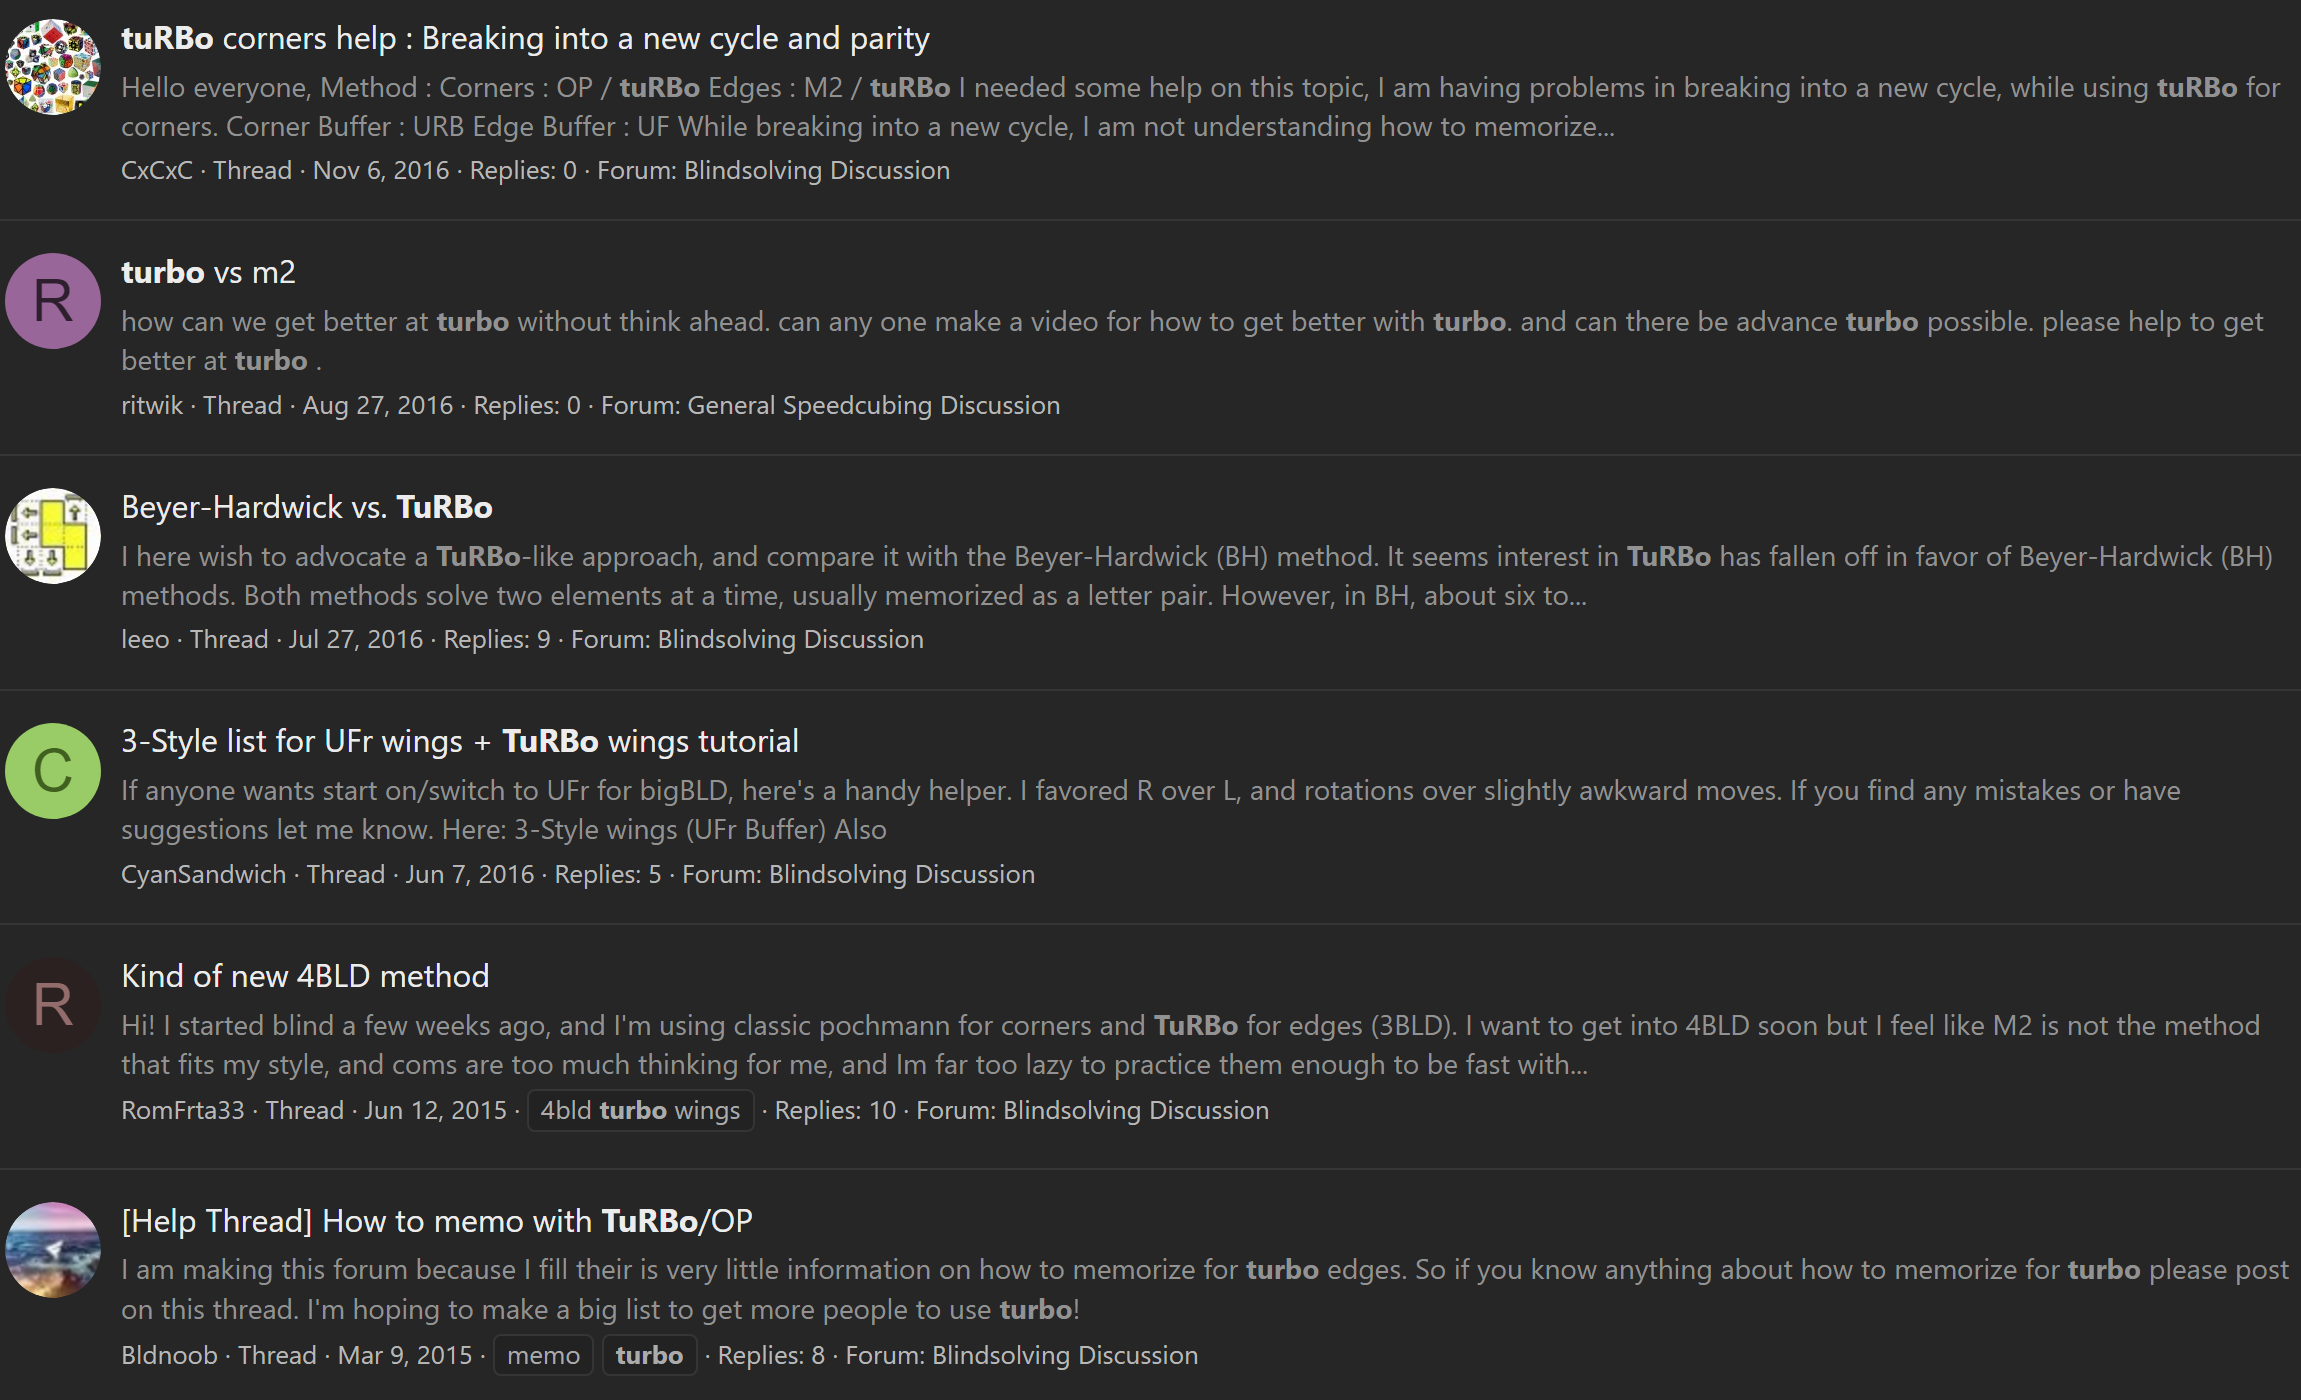 tuRBo corners help : Breaking into a new cycle and parity
Hello everyone, Method : Corners : OP / tuRBo Edges : M2 / tuRBo I needed some help on this topic, I am having problems in breaking into a new cycle, while using tuRBo for
corners. Corner Buffer : URB Edge Buffer : UF While breaking into a new cycle, I am not understanding how to memorize...
CxCxC · Thread · Nov 6, 2016 · Replies: 0 · Forum: Blindsolving Discussion
R
turbo vs m2
how can we get better at turbo without think ahead. can any one make a video for how to get better with turbo. and can there be advance turbo possible. please help to get
better at turbo .
ritwik · Thread · Aug 27, 2016 · Replies: 0 · Forum: General Speedcubing Discussion
Beyer-Hardwick vs. TuRBo
I here wish to advocate a TuRBo-like approach, and compare it with the Beyer-Hardwick (BH) method. It seems interest in TuRBo has fallen off in favor of Beyer-Hardwick (BH)
methods. Both methods solve two elements at a time, usually memorized as a letter pair. However, in BH, about six to...
leeo · Thread · Jul 27, 2016 · Replies: 9 · Forum: Blindsolving Discussion
C
3-Style list for UFr wings + TuRBo wings tutorial
If anyone wants start on/switch to UFr for bigBLD, here's a handy helper. I favored R over L, and rotations over slightly awkward moves. If you find any mistakes or have
suggestions let me know. Here: 3-Style wings (UFr Buffer) Also
CyanSandwich · Thread · Jun 7, 2016 · Replies: 5 · Forum: Blindsolving Discussion
R
Kind of new 4BLD method
Hi! I started blind a few weeks ago, and I'm using classic pochmann for corners and TuRBo for edges (3BLD). I want to get into 4BLD soon but I feel like M2 is not the method
that fits my style, and coms are too much thinking for me, and Im far too lazy to practice them enough to be fast with...
RomFrta33 · Thread · Jun 12, 2015 · 4bld turbo wings · Replies: 10 · Forum: Blindsolving Discussion
[Help Thread] How to memo with TuRBo/OP
I am making this forum because I fill their is very little information on how to memorize for turbo edges. So if you know anything about how to memorize for turbo please post
on this thread. I'm hoping to make a big list to get more people to use turbo!
Bldnoob · Thread · Mar 9, 2015 · memo turbo · Replies: 8 · Forum: Blindsolving Discussion